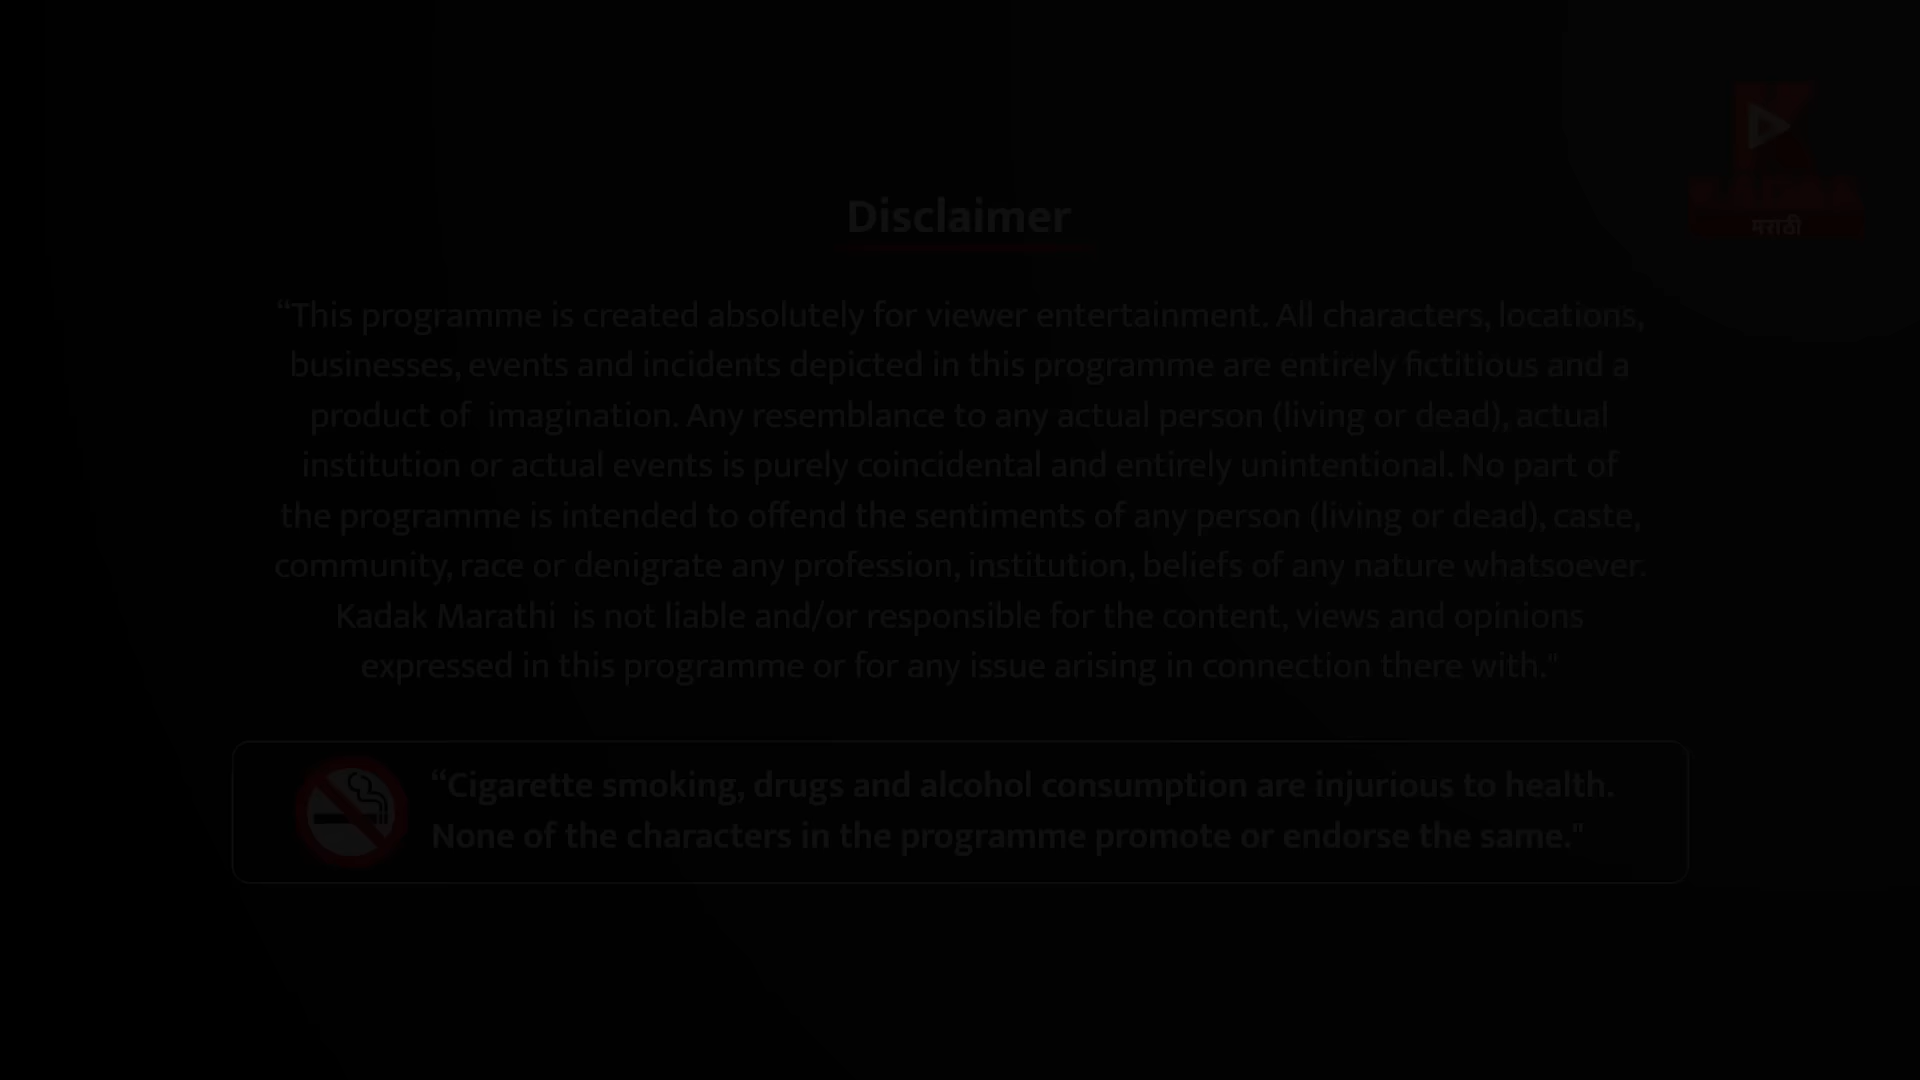 KADAK
मराठी
Disclaimer
“This programme is created absolutely for viewer entertainment. All characters, locations,
businesses, events and incidents depicted in this programme are entirely fictitious and a
product of imagination. Any resemblance to any actual person (living or dead), actual
institution or actual events is purely coincidental and entirely unintentional. No part of
the programme is intended to offend the sentiments of any person (living or dead), caste,
community, race or denigrate any profession, institution, beliefs of any nature whatsoever.
Kadak Marathi is not liable and/or responsible for the content, views and opinions
expressed in this programme or for any issue arising in connection there with."
“Cigarette smoking, drugs and alcohol consumption are injurious to health.
None of the characters in the programme promote or endorse the same."